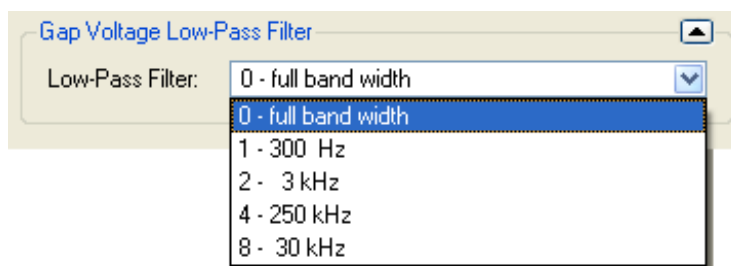 Gap Voltage Low-Pass Filter
Low-Pass Filter: 0 - full band width
0 - full band width
1 - 300 Hz
2 - 3 kHz
4 - 250 kHz
8 - 30 kHz